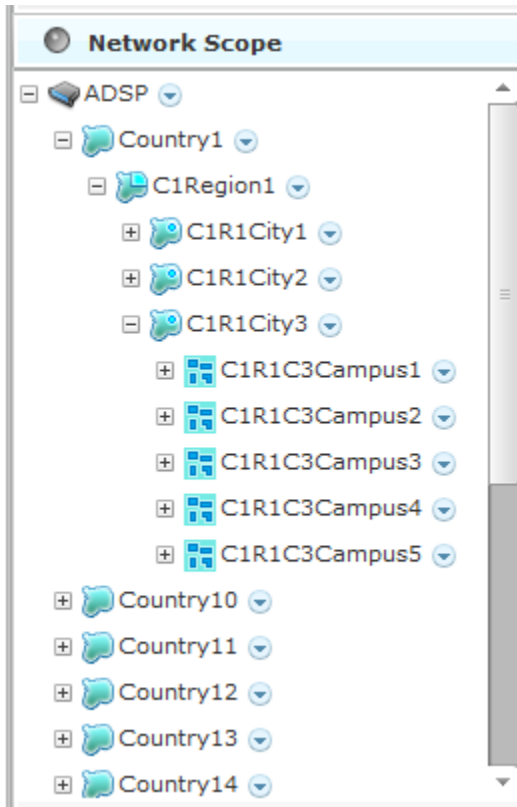 Network Scope
ADSP
Country1
C1Region1
C1R1City1
C1R1City2
C1R1City3
C1R1C3Campus1
C1R1C3Campus2
C1R1C3Campus3
C1R1C3Campus4
C1R1C3Campus5
Country10
Country11
Country12
Country13
Country14